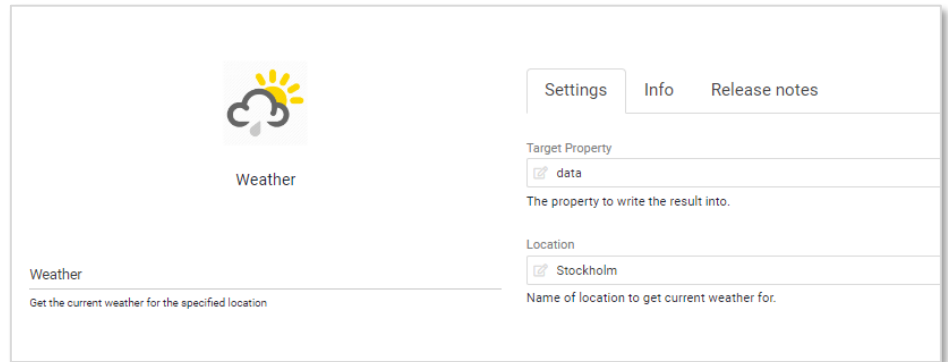 Weather
Weather
Get the current weather for the specified location
Settings Info Release notes
Target Property
data
The property to write the result into.
Location
Stockholm
Name of location to get current weather for.